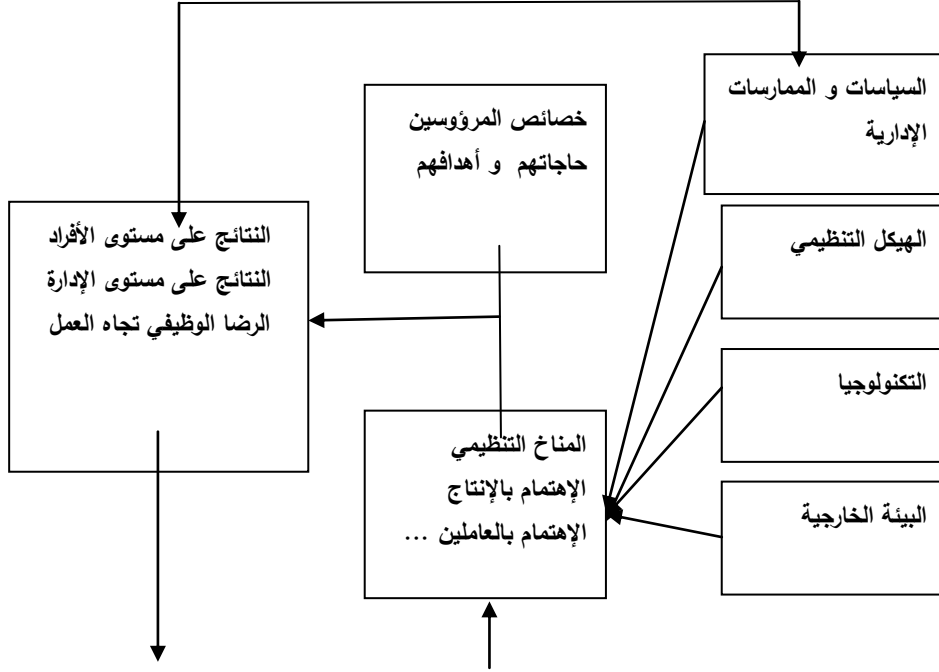 السياسات و الممارسات
الإدارية
خصائص المرؤوسين
حاجاتهم و أهدافهم
الهيكل التنظيمي
النتائج على مستوى الأفراد
النتائج على مستوى الإدارة
الرضا الوظيفي تجاه العمل
التكنولوجيا
المناخ التنظيمي
الإهتمام بالإنتاج
الإهتمام بالعاملين ...
البيئة الخارجية